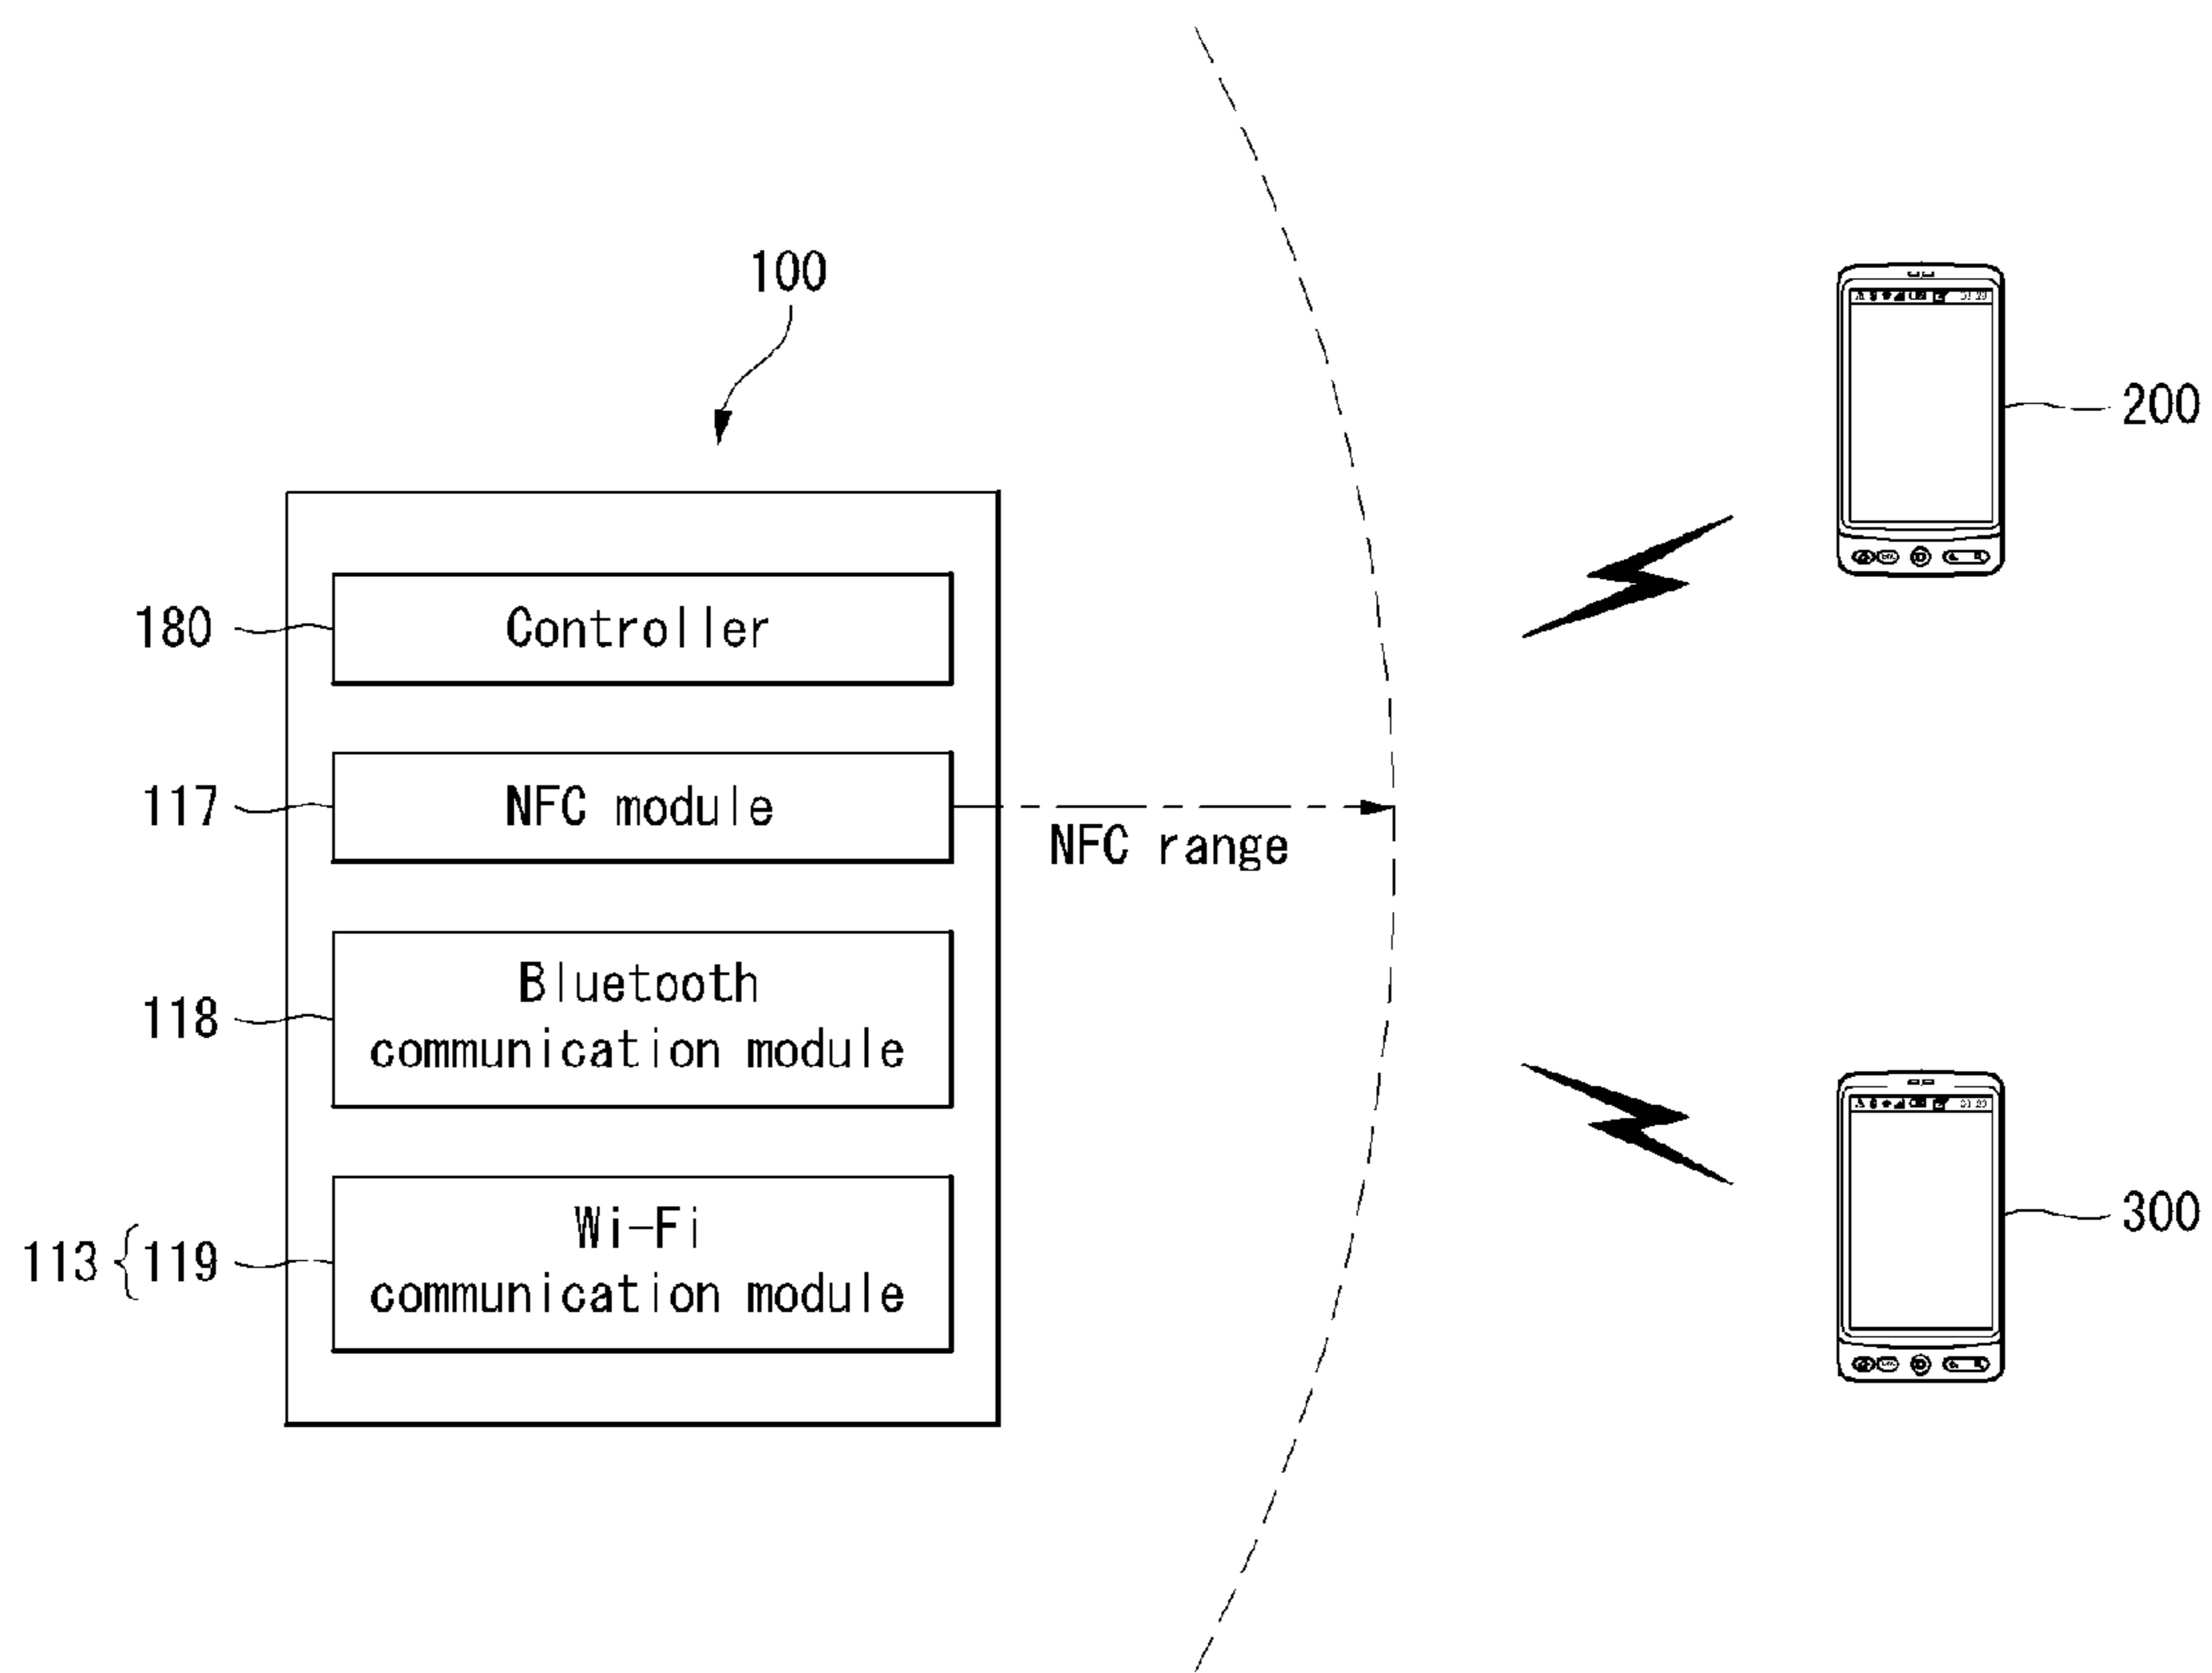 100
200
180
Controller
117
NFC module
NFC range
118
Bluetooth
communication module
113 { 119
Wi-Fi
communication module
300